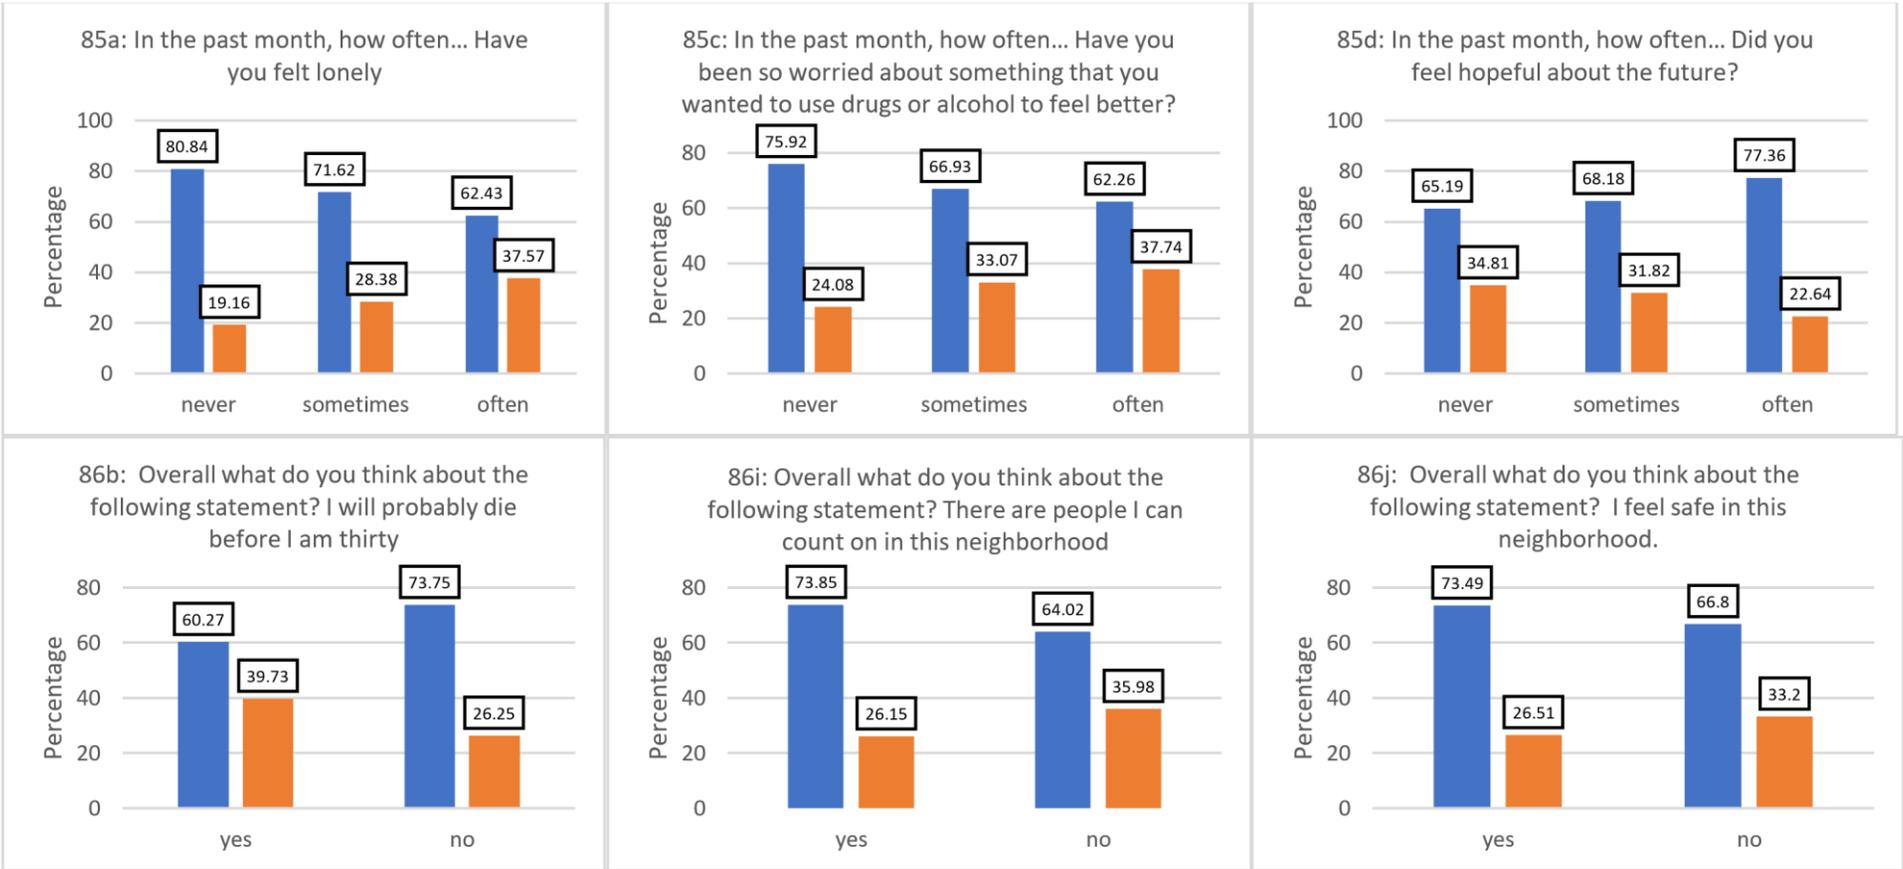 85a: In the past month, how often... Have
you felt lonely
100
80
60
40
20
0
Percentage
80.84
19.16
71.62
28.38
62.43
37.57
never sometimes often
85c: In the past month, how often... Have you
been so worried about something that you
wanted to use drugs or alcohol to feel better?
80
60
40
20
0
Percentage
75.92
24.08
66.93
33.07
62.26
37.74
never sometimes often
85d: In the past month, how often... Did you
feel hopeful about the future?
100
80
60
40
20
0
Percentage
65.19
34.81
68.18
31.82
77.36
22.64
never sometimes often
86b: Overall what do you think about the
following statement? I will probably die
before I am thirty
80
60
40
20
0
Percentage
60.27
39.73
73.75
26.25
yes no
86i: Overall what do you think about the
following statement? There are people I can
count on in this neighborhood
80
60
40
20
0
Percentage
73.85
26.15
64.02
35.98
yes no
86j: Overall what do you think about the
following statement? I feel safe in this
neighborhood.
80
60
40
20
0
Percentage
73.49
26.51
66.8
33.2
yes no